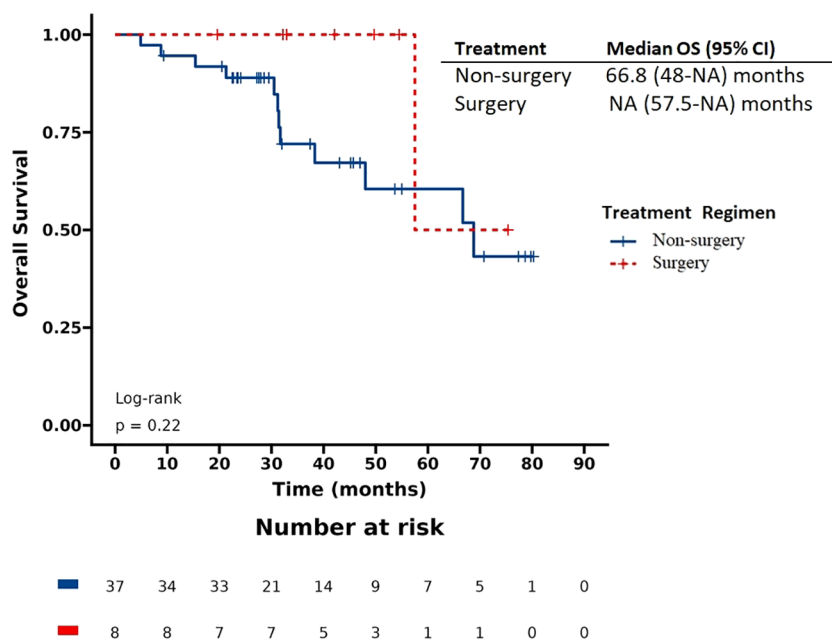 Treatment Median OS (95% CI)
Non-surgery 66.8 (48-NA) months
Surgery NA (57.5-NA) months
Treatment Regimen
Non-surgery
Surgery
Overall Survival
1.00
0.75
0.50
0.25
0.00
Log-rank
p = 0.22
0 10 20 30 40 50 60 70 80 90
Time (months)
Number at risk
37 34 33 21 14 9 7 5 1 0
8 8 7 7 5 3 1 1 0 0